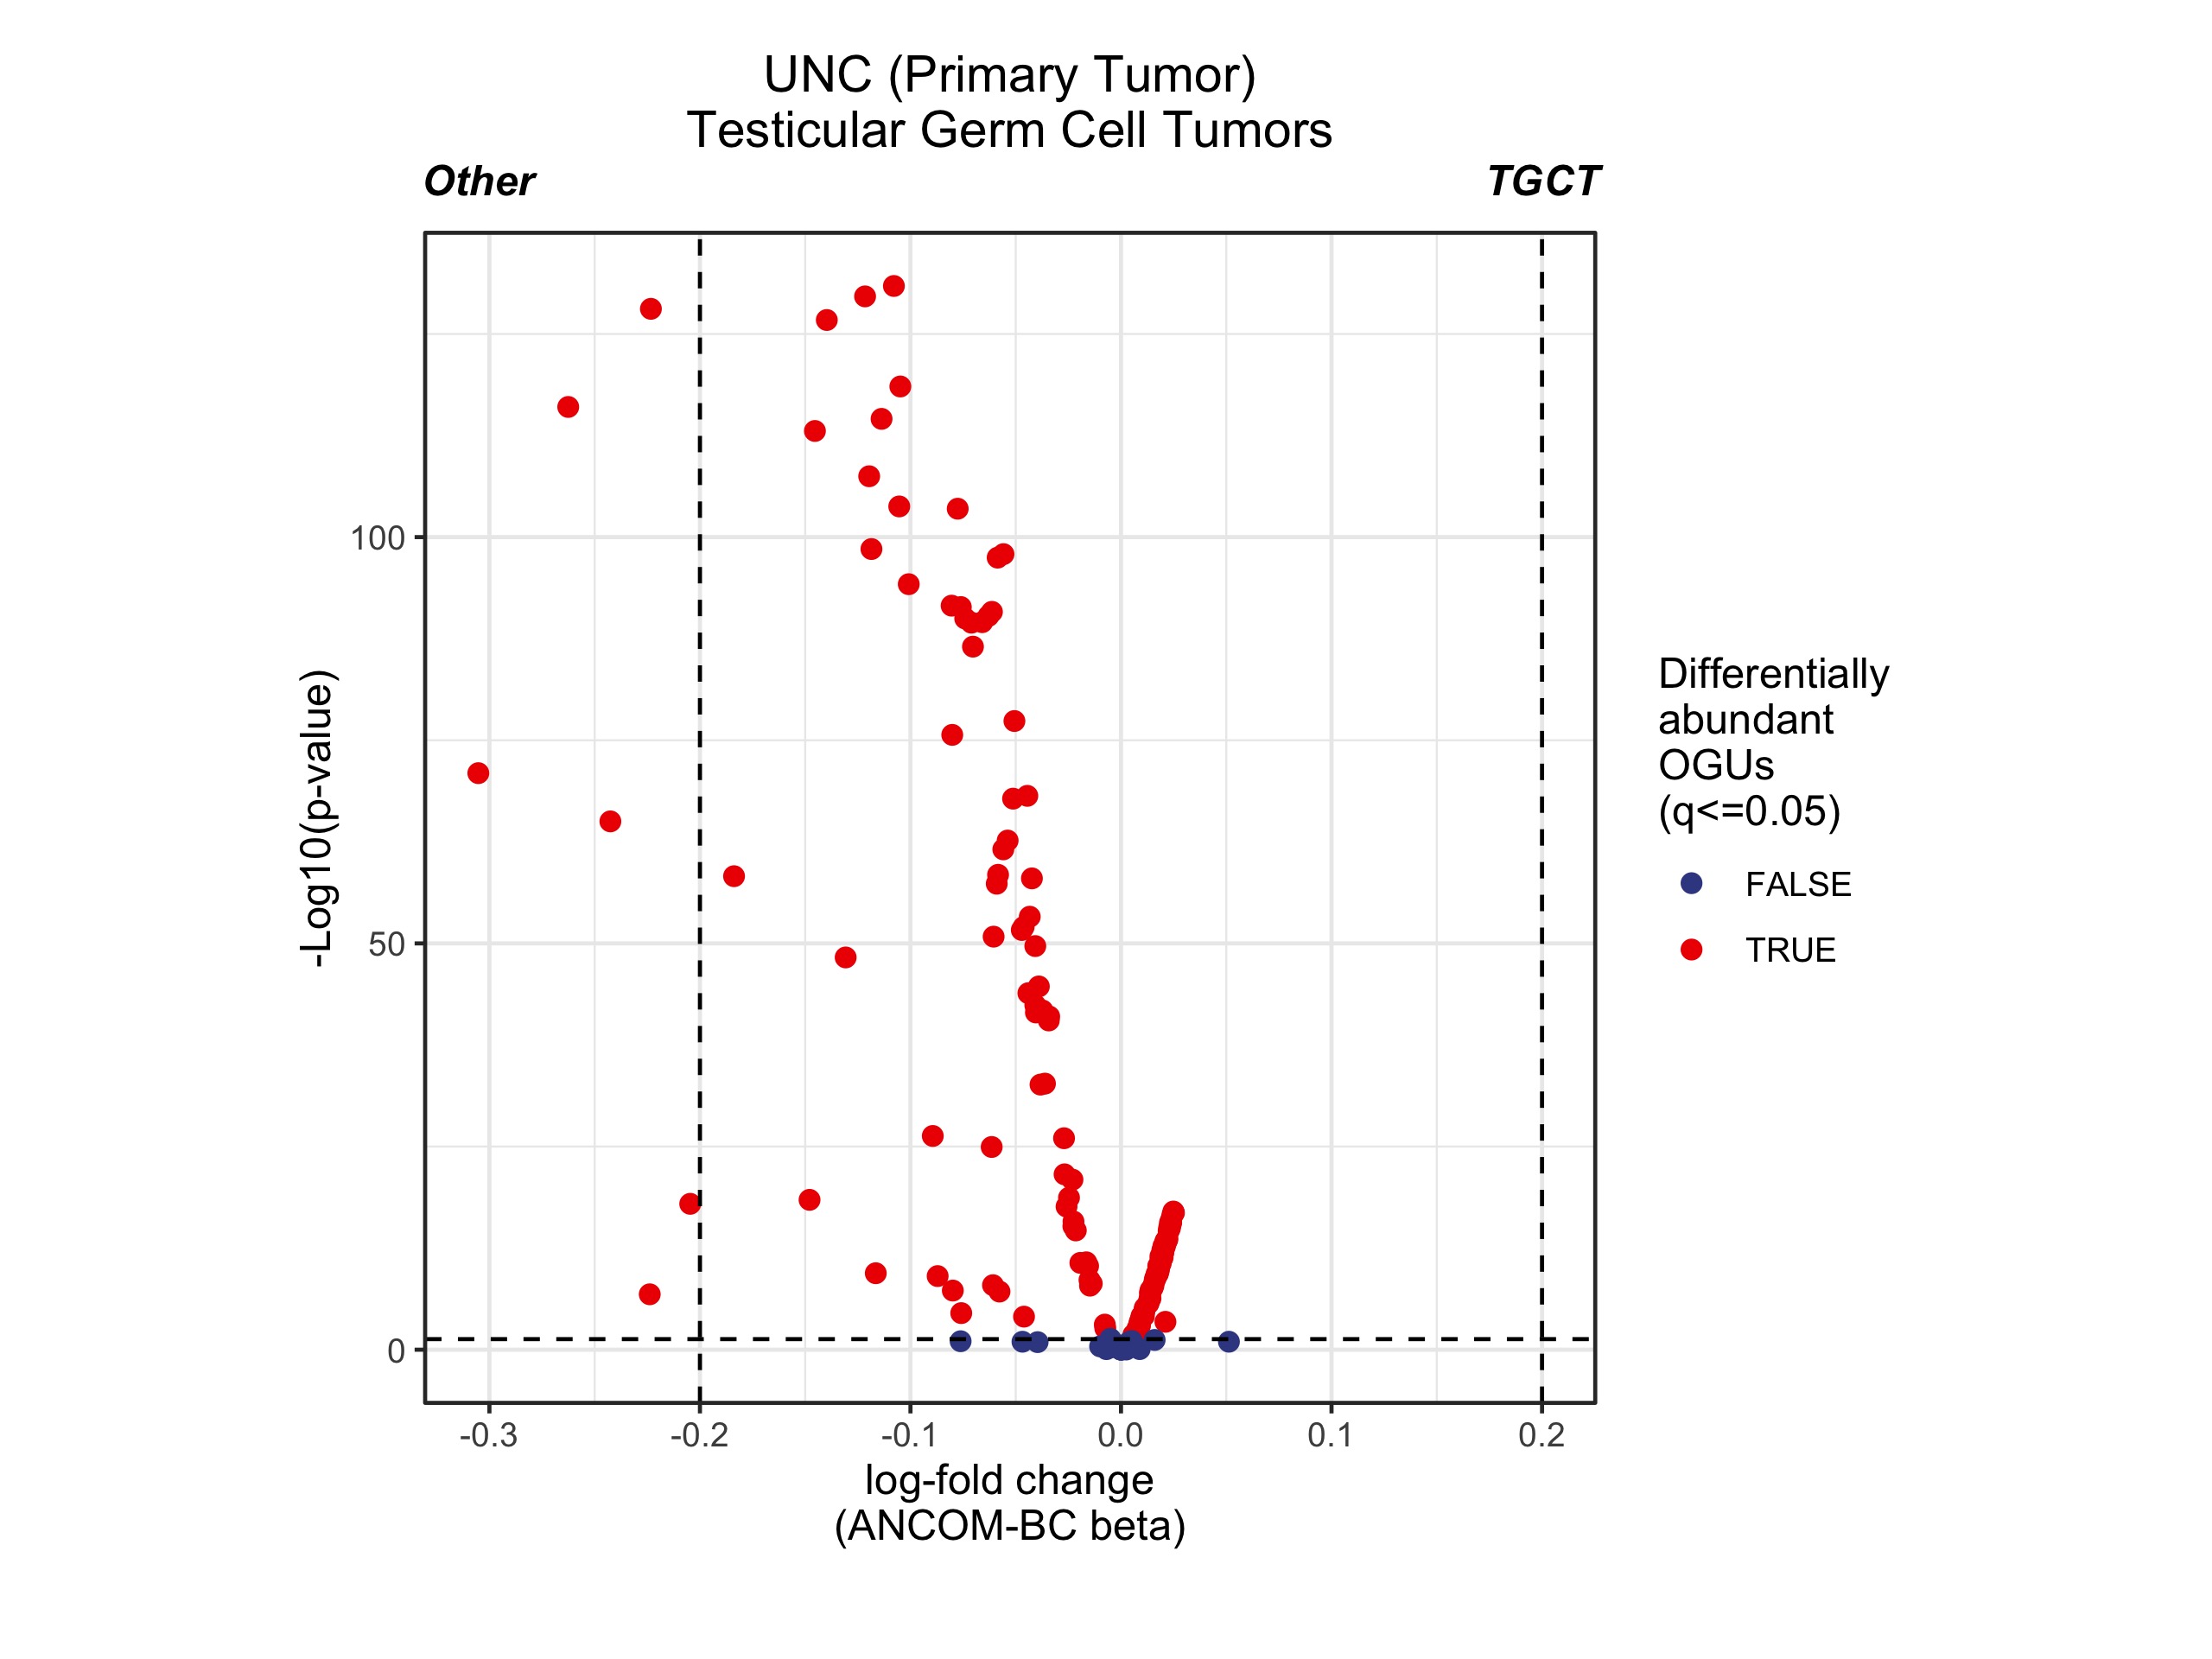 UNC (Primary Tumor)
Testicular Germ Cell Tumors
Other
TGCT
100
50
0
-Log10(p-value)
-0.3
-0.2
-0.1
0.0
0.1
0.2
log-fold change
(ANCOM-BC beta)
Differentially
abundant
OGUs
(q<=0.05)
FALSE
TRUE